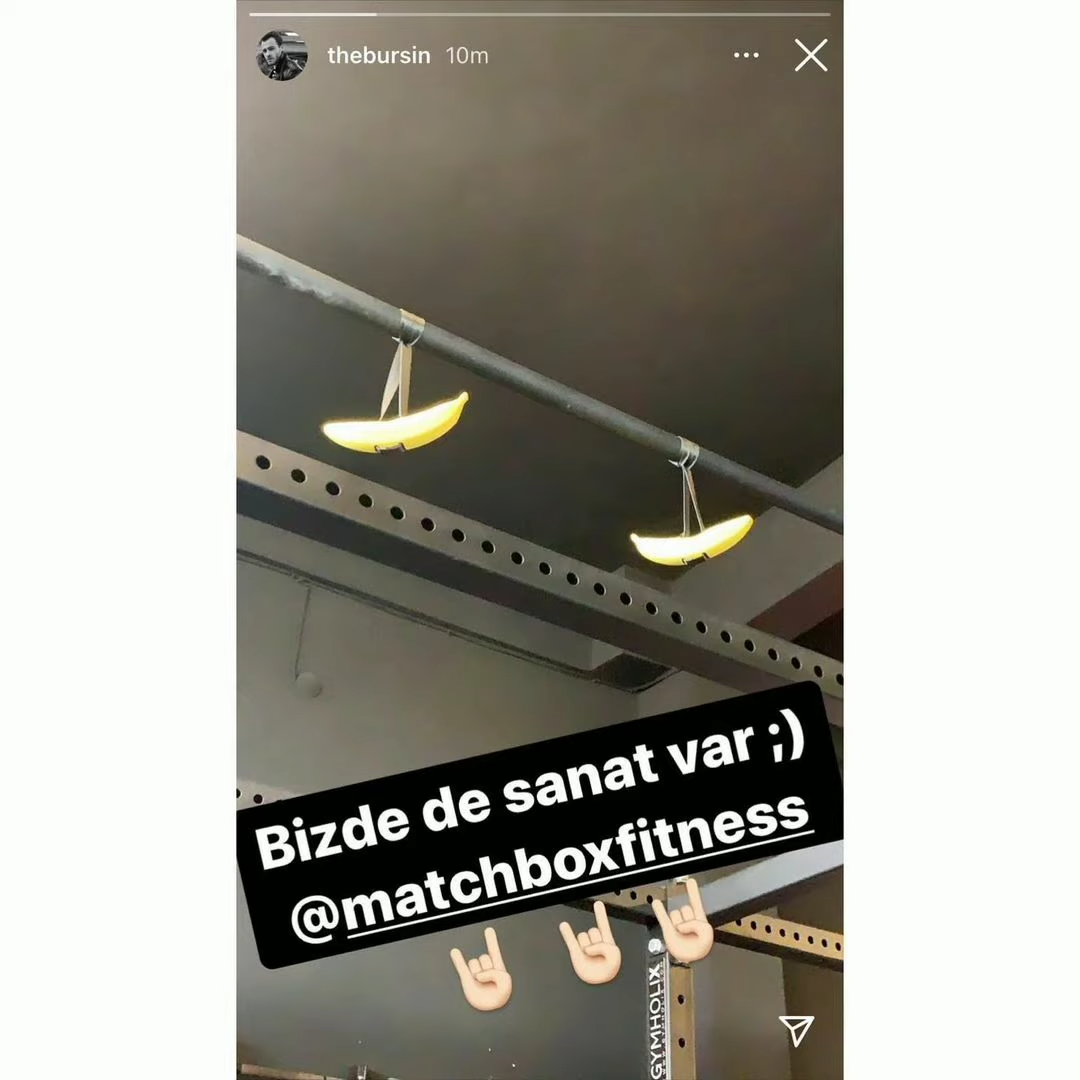 thebursin 10m
Bizde de sanat var ;)
@matchboxfitness
GYMHOLIX